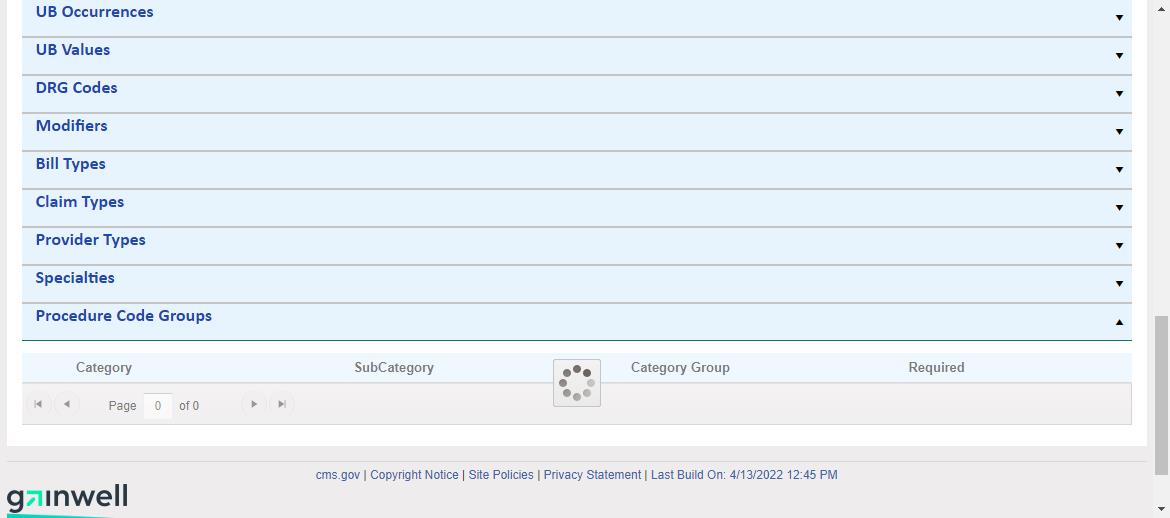 UB Occurrences
UB Values
DRG Codes
Modifiers
Bill Types
Claim Types
Provider Types
Specialties
Procedure Code Groups
Category SubCategory Category Group Required
Page 0 of 0
cms.gov | Copyright Notice | Site Policies | Privacy Statement | Last Build On: 4/13/2022 12:45 PM
gainwell